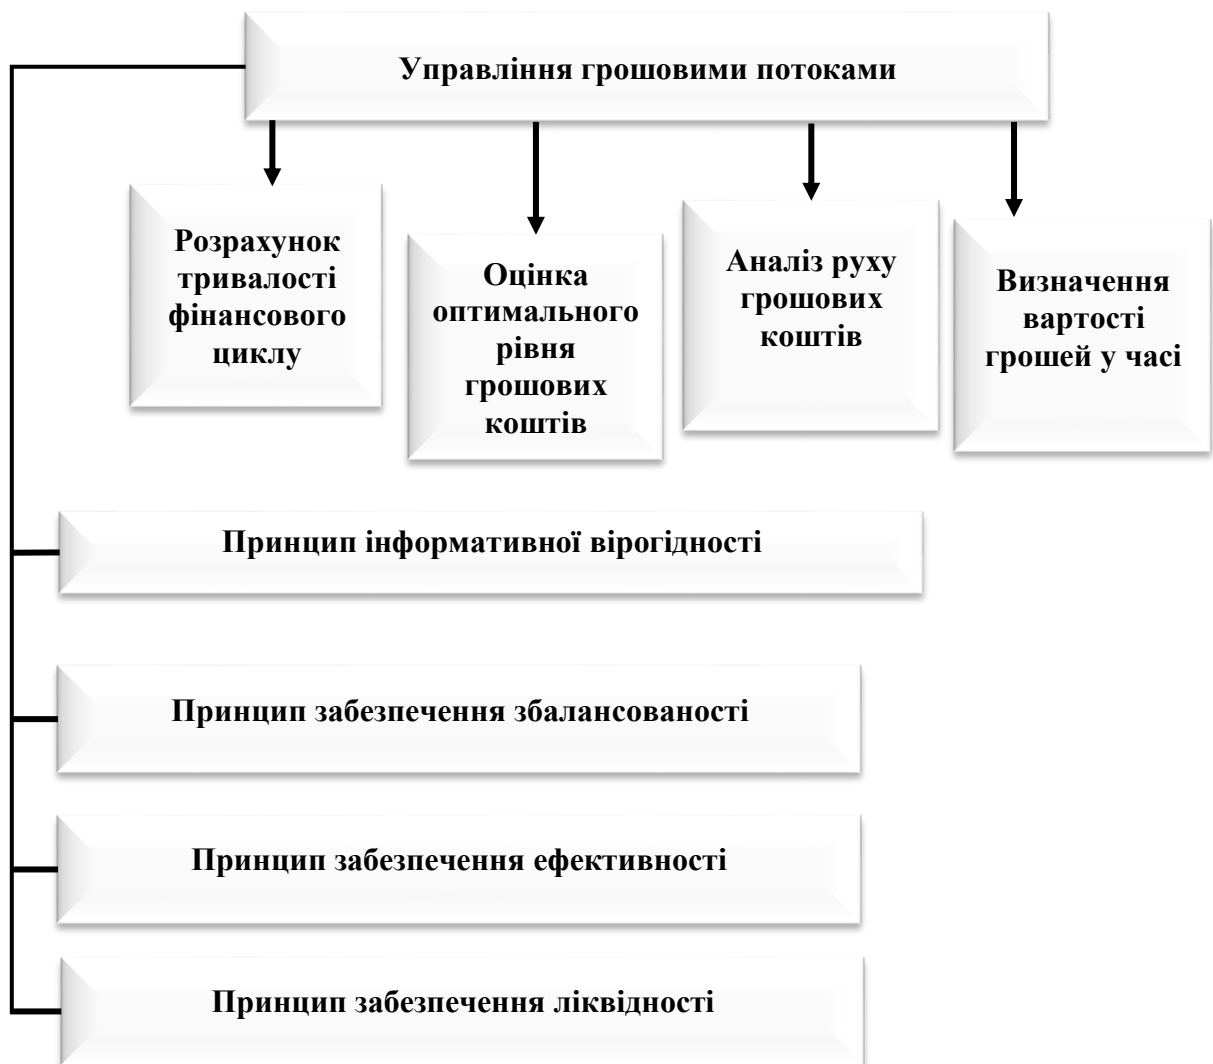 Управління грошовими потоками
Розрахунок
тривалості
фінансового
циклу
Оцінка
оптимального
рівня
грошових
коштів
Аналіз руху
грошових
коштів
Визначення
вартості
грошей у часі
Принцип інформативної вірогідності
Принцип забезпечення збалансованості
Принцип забезпечення ефективності
Принцип забезпечення ліквідності